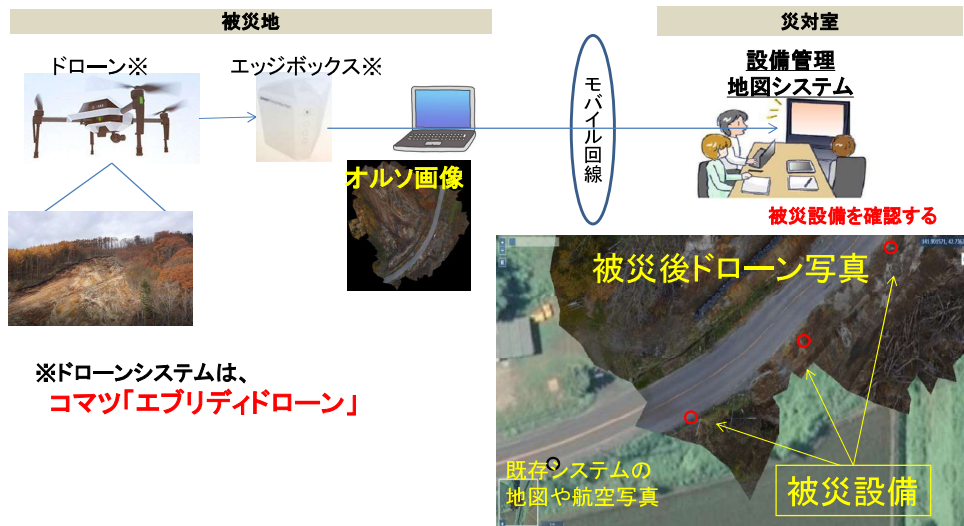 被災地
災対室
ドローン※
エッジボックス※
モバイル回線
設備管理
地図システム
オルソ画像
被災設備を確認する
被災後ドローン写真
※ドローンシステムは、
コマツ「エブリディドローン」
既存システムの
地図や航空写真
被災設備